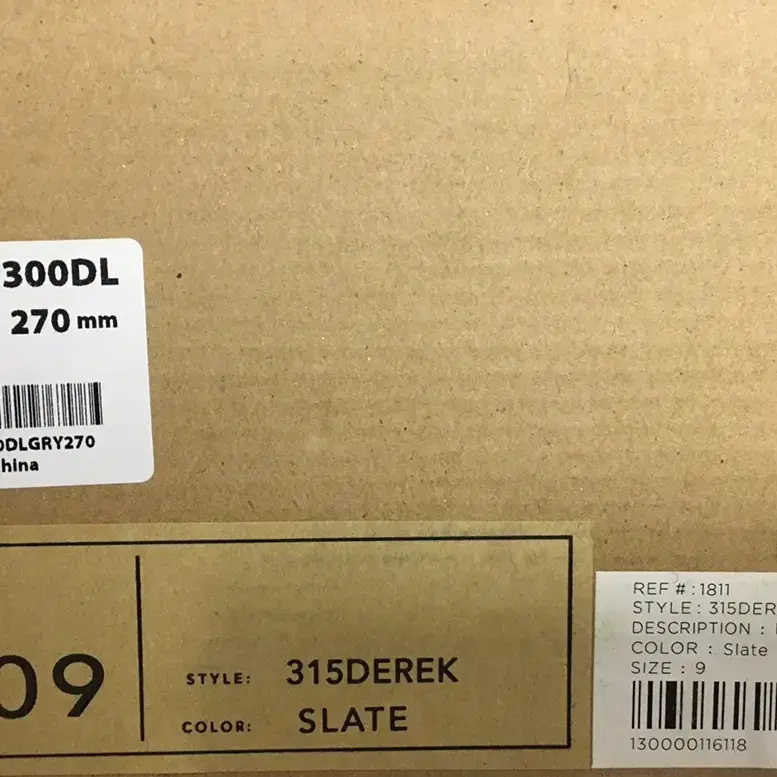 300DL
270 mm
0DLGRY270
hina
09
STYLE: 315DEREK
COLOR: SLATE
REF # : 1811
STYLE : 315DER
DESCRIPTION :
COLOR : Slate
SIZE : 9
130000116118